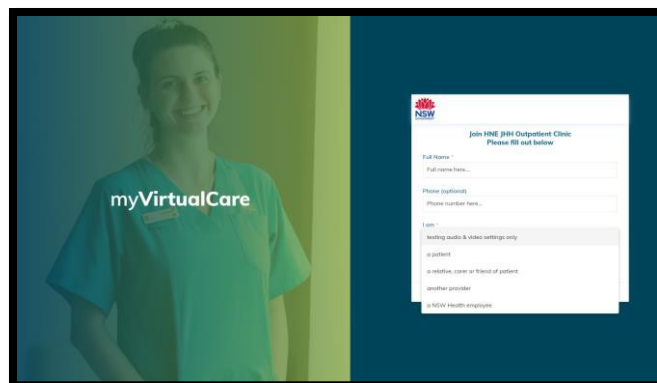 myVirtualCare
NSW
Join HNE JHH Outpatient Clinic
Please fill out below
Full Name *
Full name here...
Phone (optional)
Phone number here...
I am *
testing audio & video settings only
a patient
a relative, carer or friend of patient
another provider
a NSW Health employee